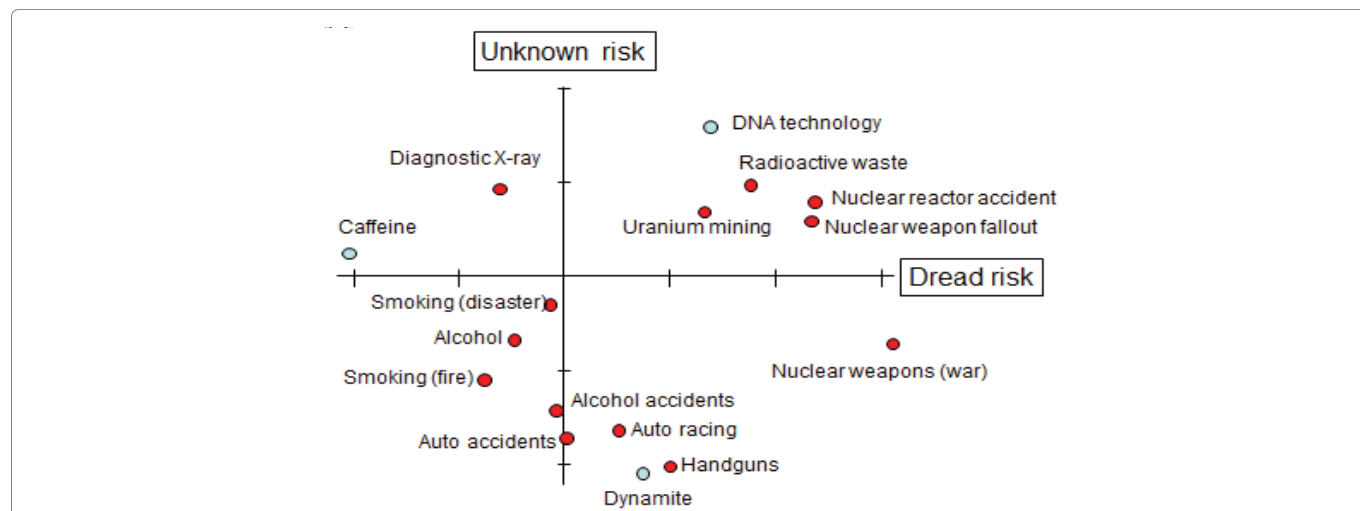 Unknown risk
DNA technology
Diagnostic X-ray
Radioactive waste
Nuclear reactor accident
Uranium mining
Nuclear weapon fallout
Caffeine
Dread risk
Smoking (disaster)
Alcohol
Nuclear weapons (war)
Smoking (fire)
Alcohol accidents
Auto racing
Auto accidents
Handguns
Dynamite